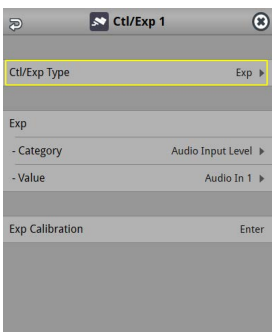 Ctl/Exp 1
Ctl/Exp Type Exp
Exp
- Category Audio Input Level
- Value Audio In 1
Exp Calibration Enter